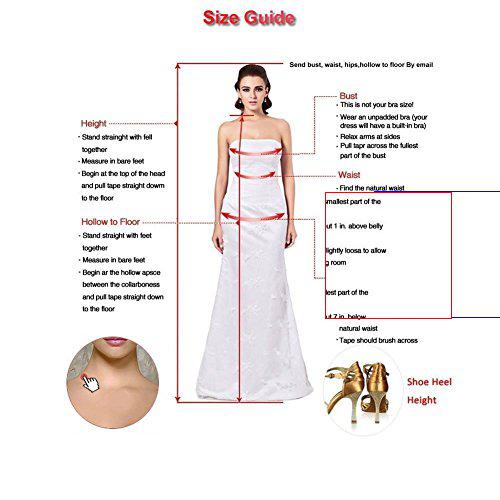 Size Guide
Send bust, waist, hips,hollow to floor By email
Height
Stand strainght with fell
together
Measure in bare feet
Begin at the top of the head
and pull tape straight down
to the floor
Hollow to Floor
Stand straight with feet
together
Measure in bare feet
Begin ar the hollow apsce
between the collarboness
and pull tape straight down
to the floor
Bust
This is not your bra size!
Wear an unpadded bra (your
dress will have a built-in bra)
Relax arms at sides
Pull tapr across the fullest
part of the bust
Waist
Find the natural waist
smallest part of the
1 in. above belly
loosa to allow
room
part of the
7 in. below
natural waist
Tape should brush across
Shoe Heel
Height